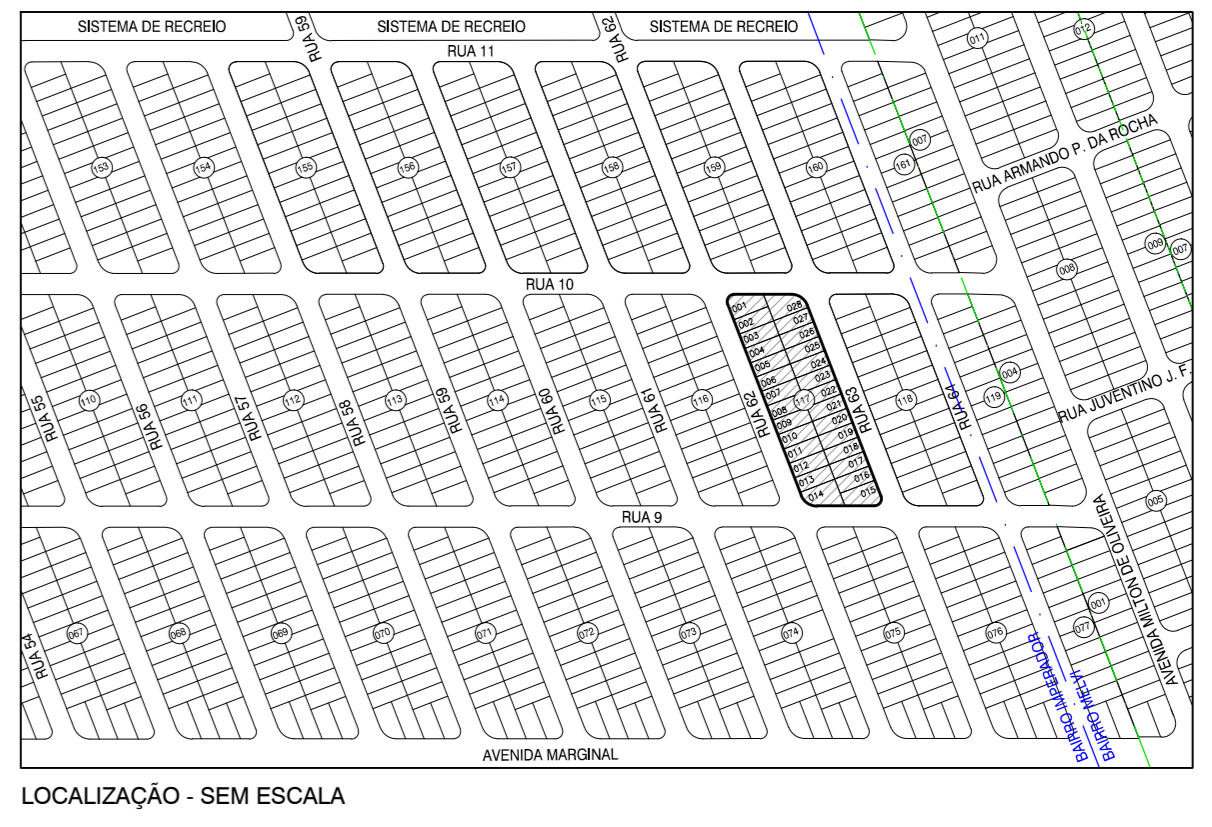 SISTEMA DE RECREIO
RUA 59
SISTEMA DE RECREIO
RUA 62
SISTEMA DE RECREIO
011
012
RUA 11
RUA ARMANDO P. DA ROCHA
153
154
155
156
157
158
159
160
161
007
009
007
008
RUA 10
001
002
003
004
005
006
007
008
009
010
011
012
013
014
028
027
026
025
024
023
022
021
020
019
018
017
016
015
117
RUA 55
110
RUA 56
111
RUA 57
112
RUA 58
113
RUA 59
114
RUA 60
115
RUA 61
116
RUA 62
RUA 63
118
RUA 64
119
004
RUA JUVENTINO J. F.
005
RUA 9
AVENIDA MILTON DE OLIVEIRA
RUA 54
067
068
069
070
071
072
073
074
075
076
077
001
BAIRRO IMPERADOR
BAIRRO MELVI
AVENIDA MARGINAL
LOCALIZAÇÃO - SEM ESCALA